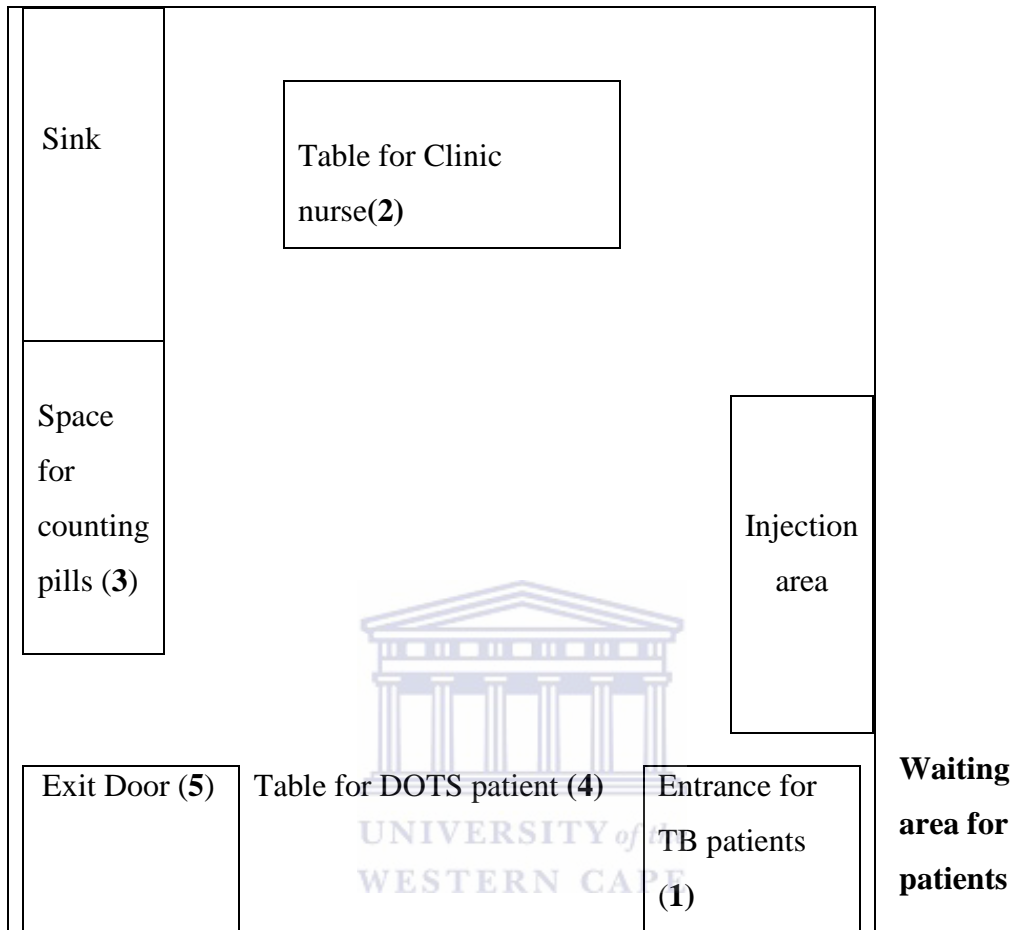 Sink
Table for Clinic
nurse(2)
Space
for
counting
pills (3)
Injection
area
Exit Door (5)
Table for DOTS patient (4)
Entrance for
TB patients
(1)
Waiting
area for
patients
UNIVERSITY of the
WESTERN CAPE